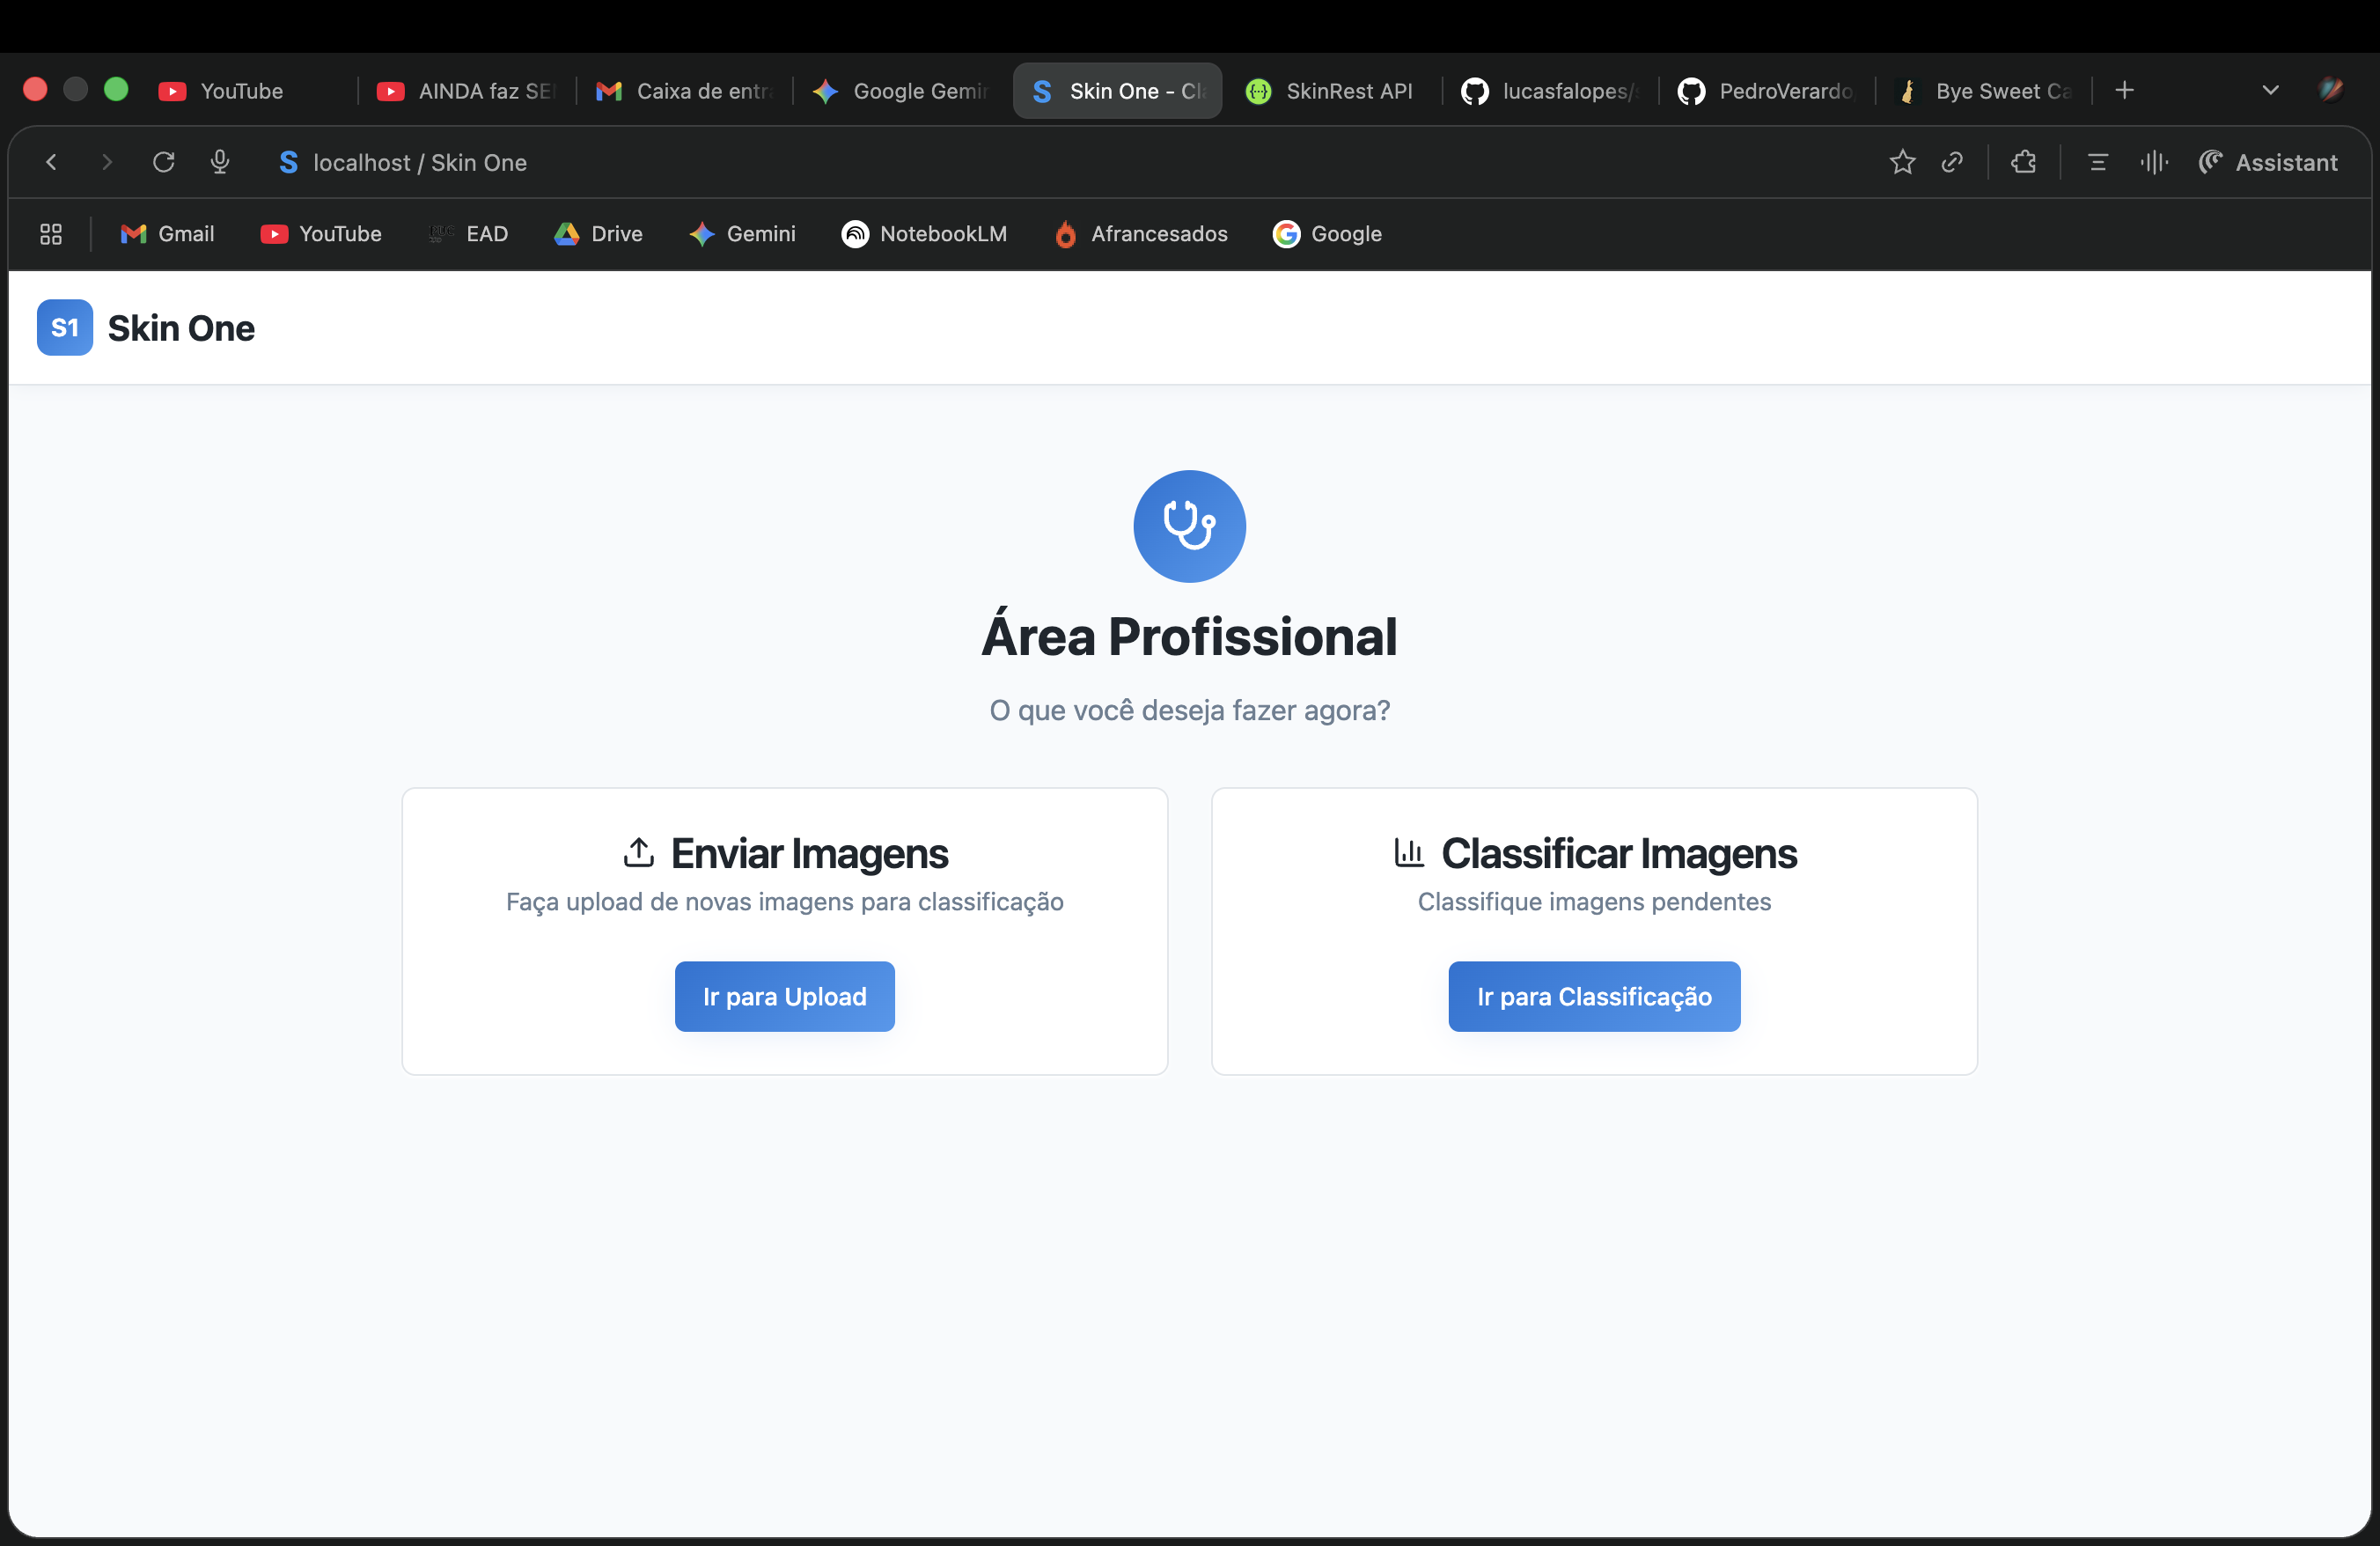 YouTube
AINDA faz SE
Caixa de entr
Google Gemin
Skin One - Cl
SkinRest API
lucasfalopes/
PedroVerardo
Bye Sweet Ca
localhost / Skin One
Assistant
Gmail
YouTube
EAD
Drive
Gemini
NotebookLM
Afrancesados
Google
S1
Skin One
Área Profissional
O que você deseja fazer agora?
Enviar Imagens
Faça upload de novas imagens para classificação
Ir para Upload
Classificar Imagens
Classifique imagens pendentes
Ir para Classificação